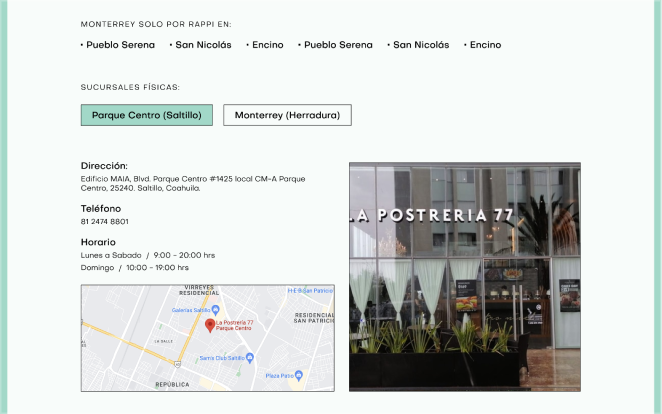 MONTERREY SOLO POR RAPPI EN:
• Pueblo Serena • San Nicolás • Encino • Pueblo Serena • San Nicolás • Encino
SUCURSALES FÍSICAS:
Parque Centro (Saltillo) Monterrey (Herradura)
Dirección:
Edificio MAIA, Blvd. Parque Centro #1425 local CM-A Parque
Centro, 25240. Saltillo, Coahuila.
Teléfono
81 2474 8801
Horario
Lunes a Sabado / 9:00 - 20:00 hrs
Domingo / 10:00 - 19:00 hrs
VIRREYES
RESIDENCIAL
H-E-B San Patricio
Galerías Saltillo
RESIDENCIAL
SAN PATRICIO
La Postrería 77
Parque Centro
LA SALLE
Sam's Club Saltillo
Plaza Patio
REPÚBLICA
LA POSTRERIA 77